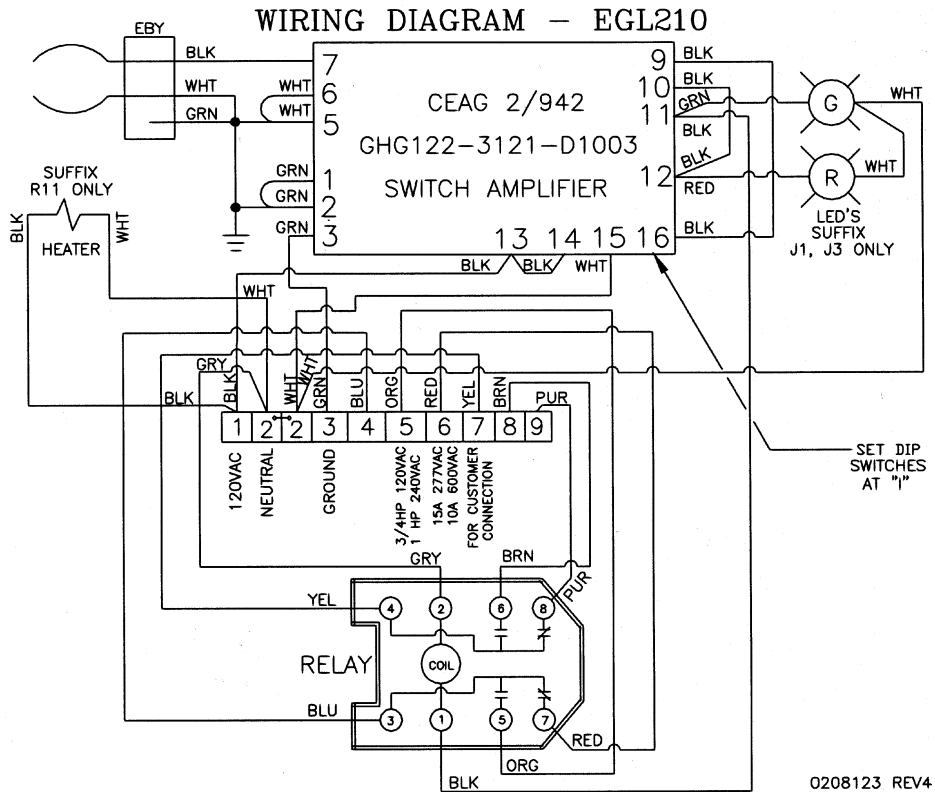 WIRING DIAGRAM - EGL210
EBY
BLK
WHT
GRN
7
6
5
1
2
3
WHT
WHT
GRN
GRN
GRN
CEAG 2/942
GHG122-3121-D1003
SWITCH AMPLIFIER
9
10
11
12
13
14
15
16
BLK
BLK
GRN
BLK
BLK
RED
BLK
G
WHT
R
WHT
LED'S
SUFFIX
J1, J3 ONLY
SUFFIX
R11 ONLY
BLK
WHT
HEATER
BLK
BLK
WHT
WHT
GRY
BLK
BLK
WHT
WHT
GRN
BLU
ORG
RED
YEL
BRN
PUR
1
2
2
3
4
5
6
7
8
9
120VAC
NEUTRAL
GROUND
3/4HP 120VAC
1 HP 240VAC
15A 277VAC
10A 600VAC
FOR CUSTOMER
CONNECTION
SET DIP
SWITCHES
AT "I"
GRY
BRN
PUR
YEL
4
2
6
8
RELAY
COIL
BLU
3
1
5
7
RED
ORG
BLK
0208123 REV4